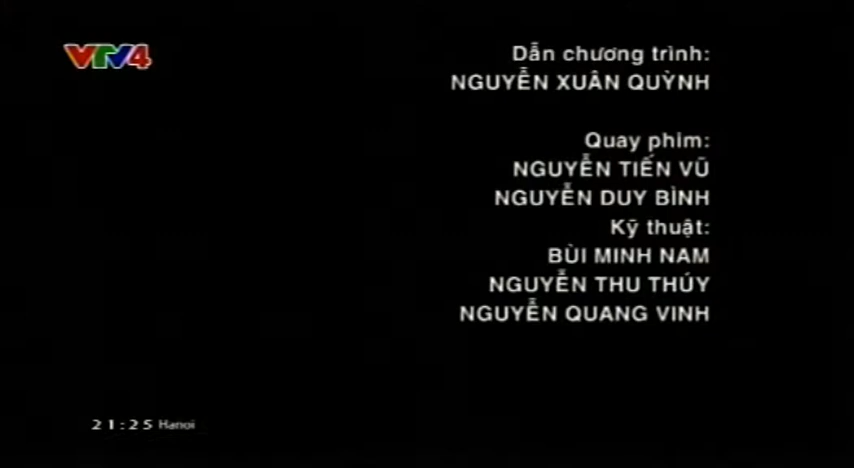 VTV4
Dẫn chương trình:
NGUYỄN XUÂN QUỲNH
Quay phim:
NGUYỄN TIẾN VŨ
NGUYỄN DUY BÌNH
Kỹ thuật:
BÙI MINH NAM
NGUYỄN THU THÚY
NGUYỄN QUANG VINH
21:25 Hanoi